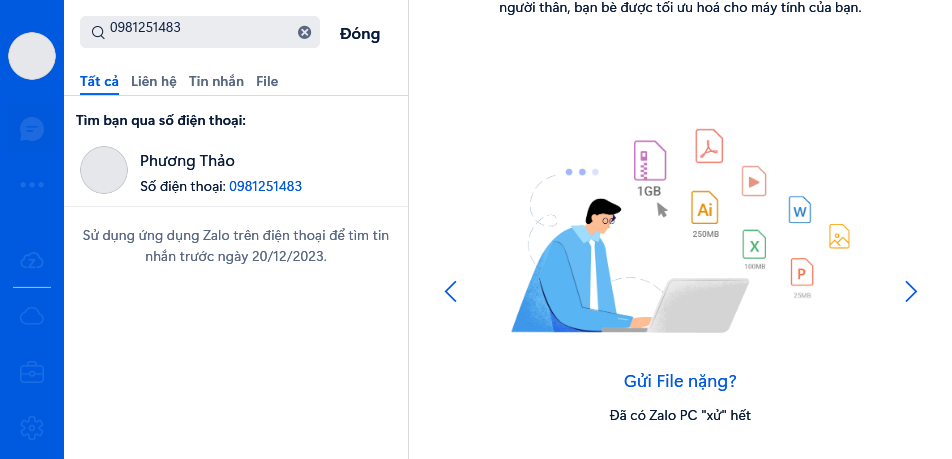 0981251483
Đóng
Tất cả Liên hệ Tin nhắn File
Tìm bạn qua số điện thoại:
Phương Thảo
Số điện thoại: 0981251483
Sử dụng ứng dụng Zalo trên điện thoại để tìm tin
nhắn trước ngày 20/12/2023.
người thân, bạn bè được tối ưu hoá cho máy tính của bạn.
1GB
Ai
250MB
W
X
100MB
P
25MB
Gửi File nặng?
Đã có Zalo PC "xử" hết